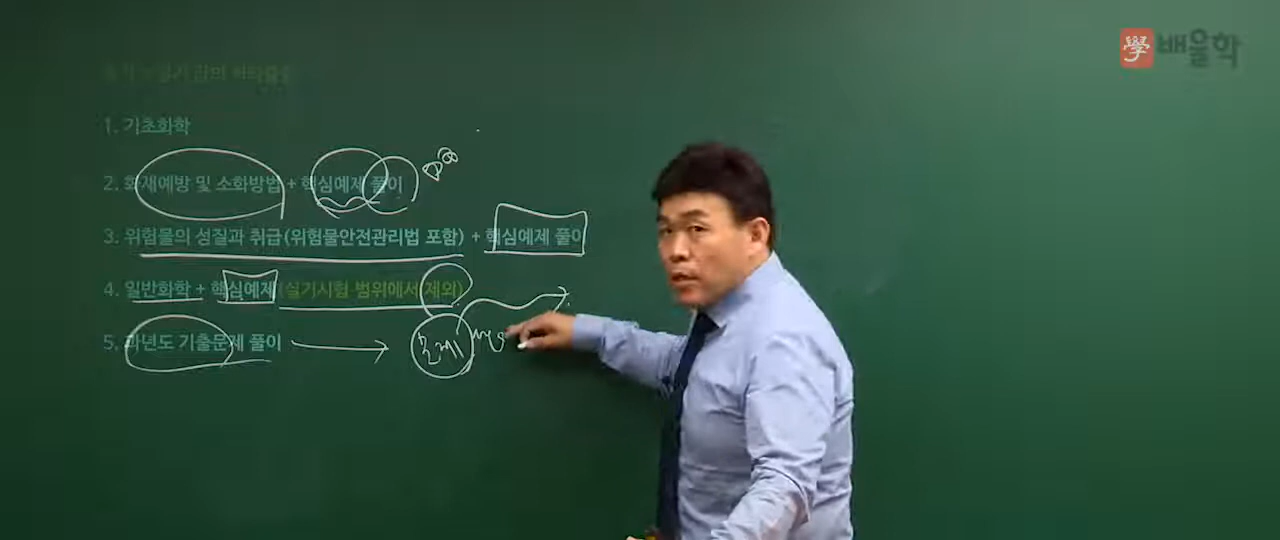 學 배울학
1. 기초화학
2. 화재예방 및 소화방법 + 핵심예제 풀이
3. 위험물의 성질과 취급(위험물안전관리법 포함) + 핵심예제 풀이
4. 일반화학 + 핵심예제 (실기시험 범위에서 제외)
5. 과년도 기출문제 풀이